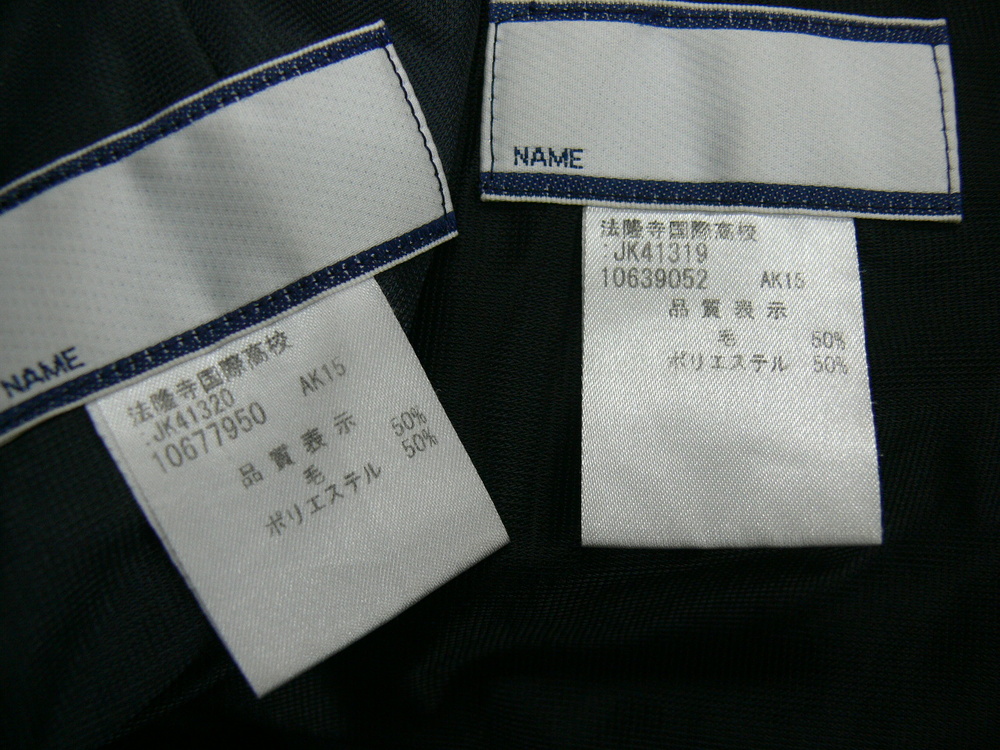 NAME
法隆寺国際高校
JK41320
10677950 AK15
品質表示
毛 50%
ポリエステル 50%
NAME
法隆寺国際高校
JK41319
10639052 AK15
品質表示
毛 50%
ポリエステル 50%